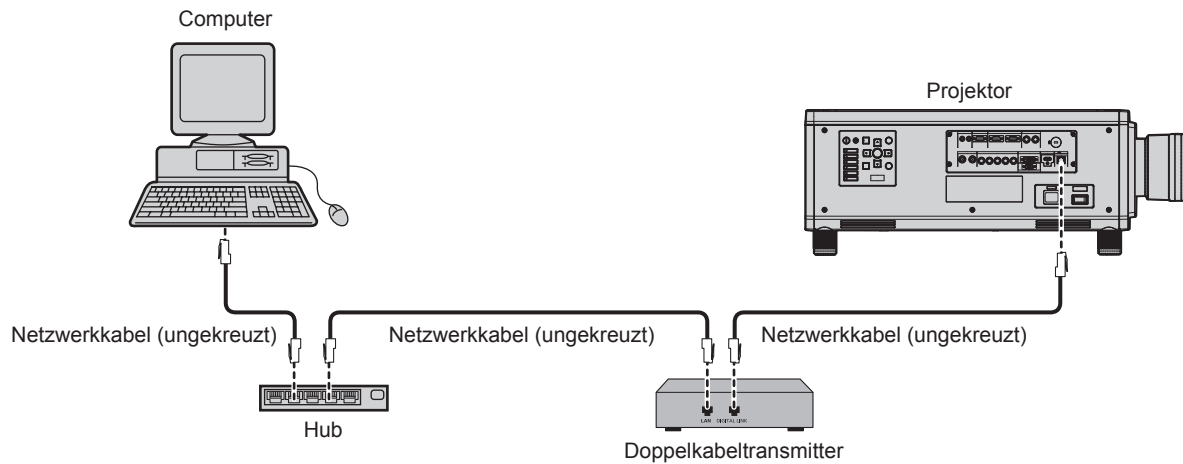 Computer
Projektor
Netzwerkkabel (ungekreuzt)
Netzwerkkabel (ungekreuzt)
Netzwerkkabel (ungekreuzt)
LAN
DIGITAL LINK
Hub
Doppelkabeltransmitter